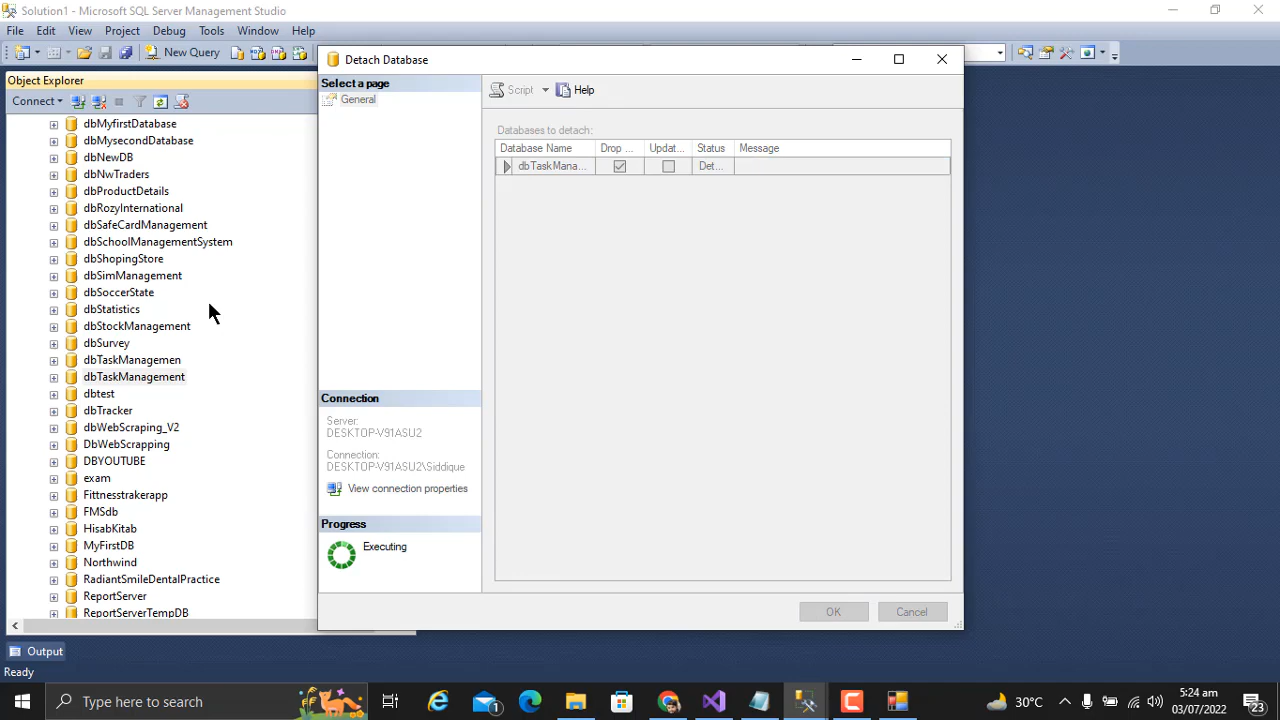 Solution1 - Microsoft SQL Server Management Studio
File Edit View Project Debug Tools Window Help
New Query
Object Explorer
Connect
dbMyfirstDatabase
dbMysecondDatabase
dbNewDB
dbNwTraders
dbProductDetails
dbRozyInternational
dbSafeCardManagement
dbSchoolManagementSystem
dbShopingStore
dbSimManagement
dbSoccerState
dbStatistics
dbStockManagement
dbSurvey
dbTaskManagemen
dbTaskManagement
dbtest
dbTracker
dbWebScraping_V2
DbWebScrapping
DBYOUTUBE
exam
Fittnesstrakerapp
FMSdb
HisabKitab
MyFirstDB
Northwind
RadiantSmileDentalPractice
ReportServer
ReportServerTempDB
Output
Ready
Detach Database
Select a page
General
Script Help
Databases to detach:
Database Name Drop ... Updat... Status Message
dbTaskMana... Det...
Connection
Server:
DESKTOP-V91ASU2
Connection:
DESKTOP-V91ASU2\Siddique
View connection properties
Progress
Executing
OK Cancel
Type here to search
1
30°C
5:24 am
03/07/2022
23